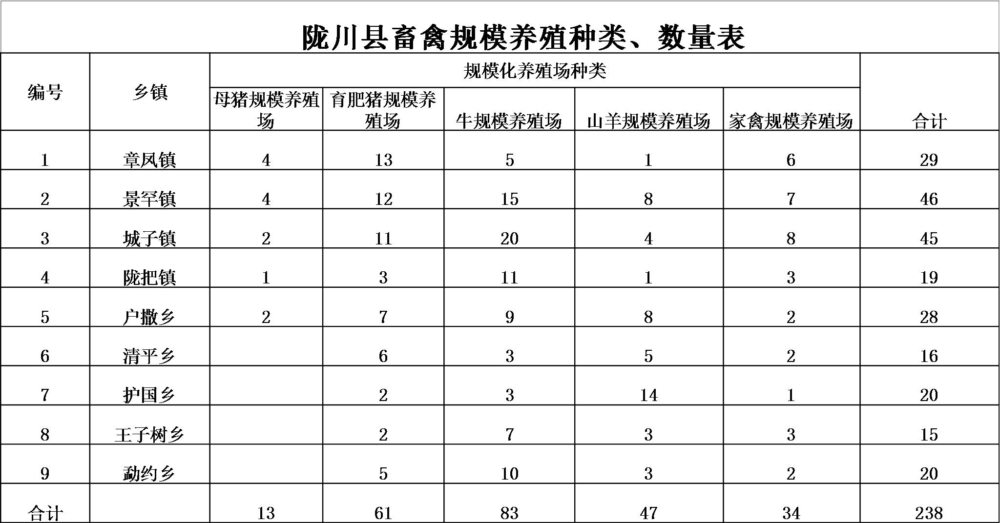 陇川县畜禽规模养殖种类、数量表
编号 乡镇 规模化养殖场种类 合计
母猪规模养殖场 育肥猪规模养殖场 牛规模养殖场 山羊规模养殖场 家禽规模养殖场
1 章凤镇 4 13 5 1 6 29
2 景罕镇 4 12 15 8 7 46
3 城子镇 2 11 20 4 8 45
4 陇把镇 1 3 11 1 3 19
5 户撒乡 2 7 9 8 2 28
6 清平乡 6 3 5 2 16
7 护国乡 2 3 14 1 20
8 王子树乡 2 7 3 3 15
9 勐约乡 5 10 3 2 20
合计 13 61 83 47 34 238